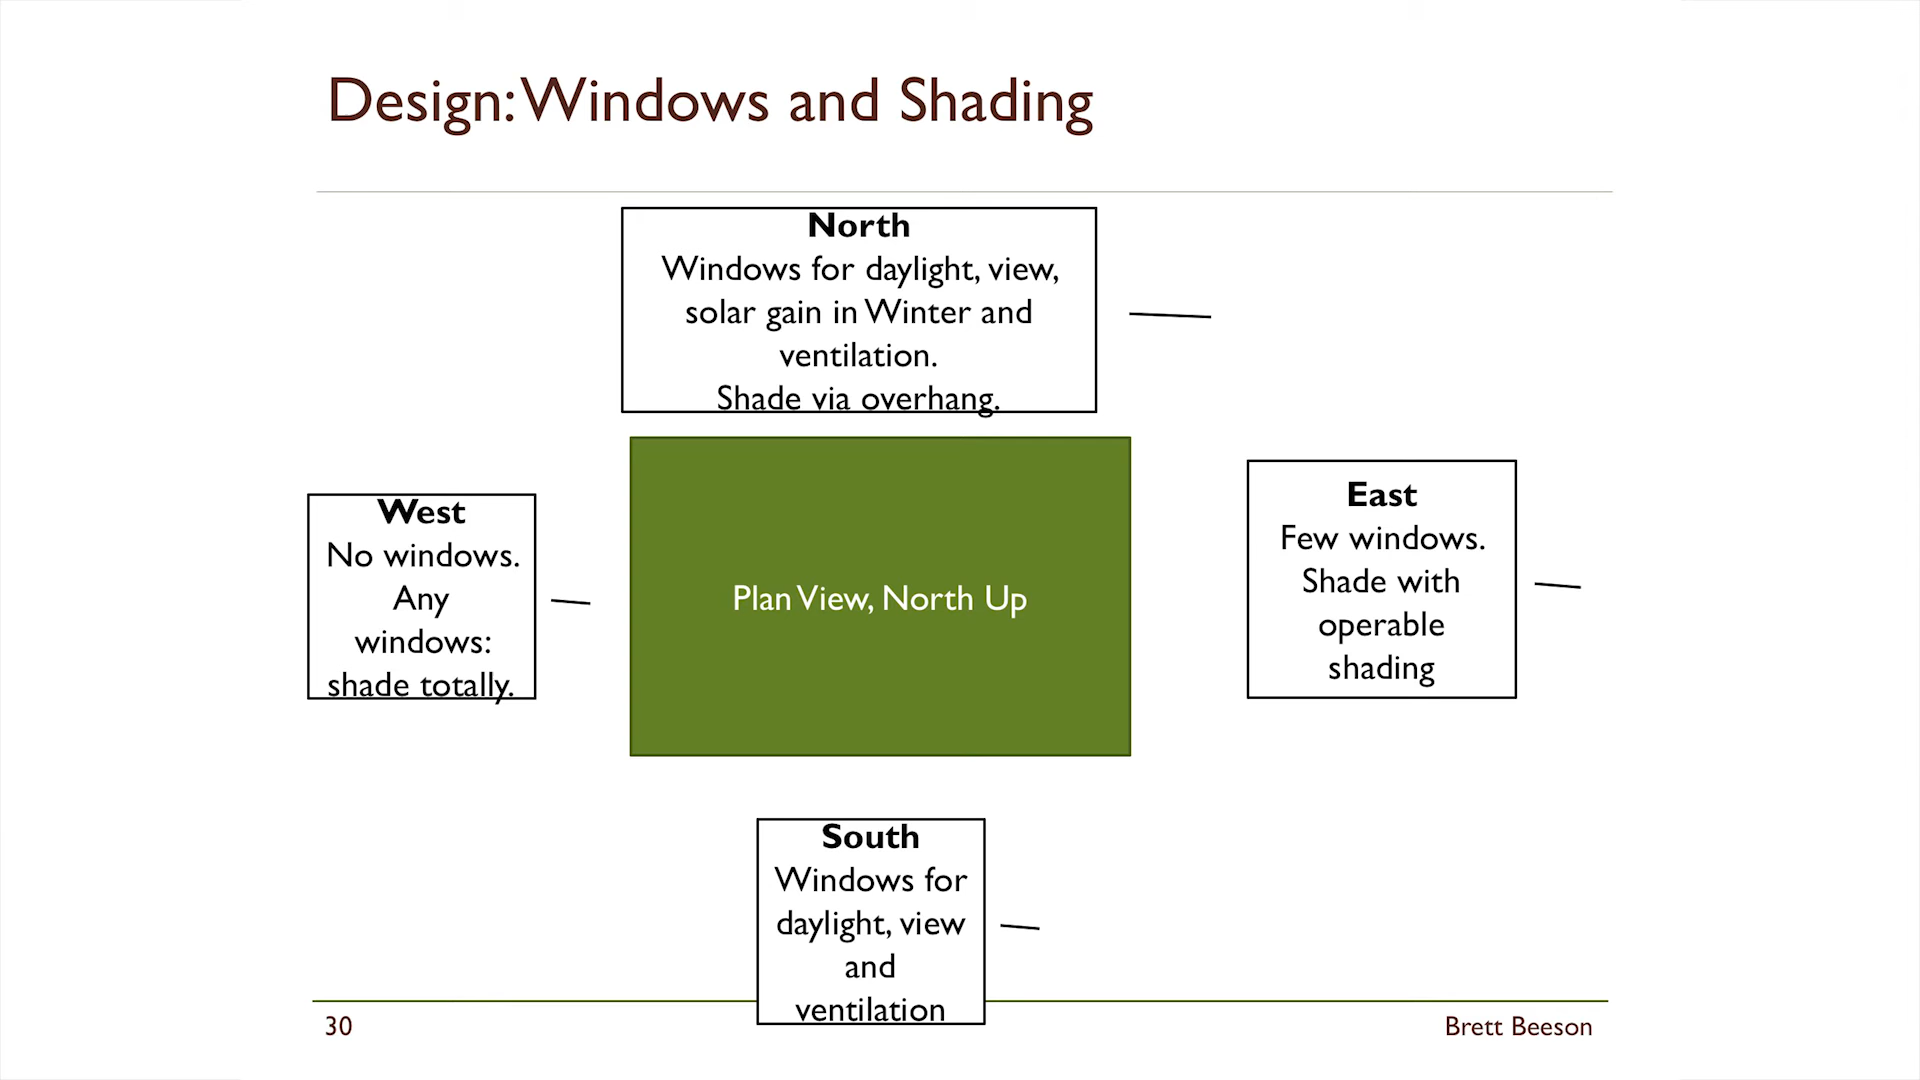 Design: Windows and Shading
North
Windows for daylight, view,
solar gain in Winter and
ventilation.
Shade via overhang.
West
No windows.
Any
windows:
shade totally.
Plan View, North Up
East
Few windows.
Shade with
operable
shading
South
Windows for
daylight, view
and
ventilation
30
Brett Beeson